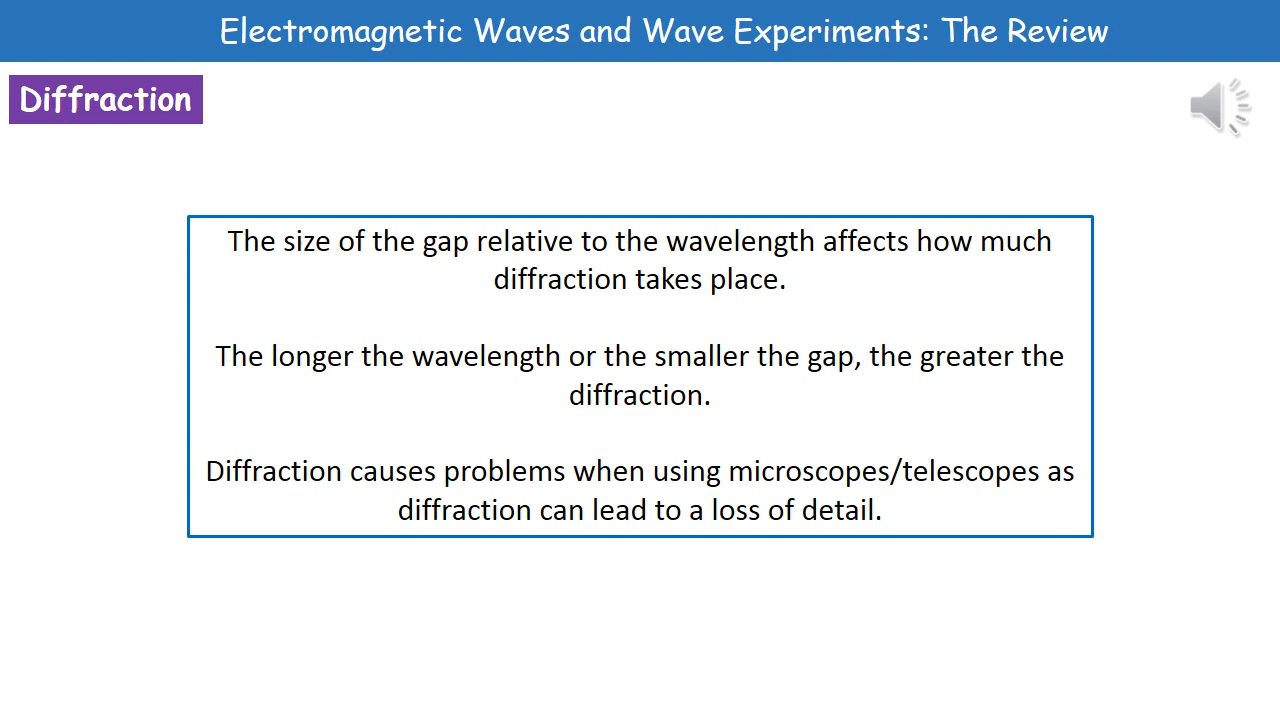 Electromagnetic Waves and Wave Experiments: The Review
Diffraction
The size of the gap relative to the wavelength affects how much
diffraction takes place.
The longer the wavelength or the smaller the gap, the greater the
diffraction.
Diffraction causes problems when using microscopes/telescopes as
diffraction can lead to a loss of detail.